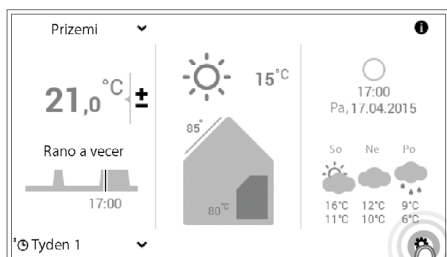 Prizemi
21,0 °C ±
Rano a vecer
17:00
Tyden 1
15°C
85°
80°C
17:00
Pa, 17.04.2015
So Ne Po
16°C 12°C 9°C
11°C 10°C 6°C